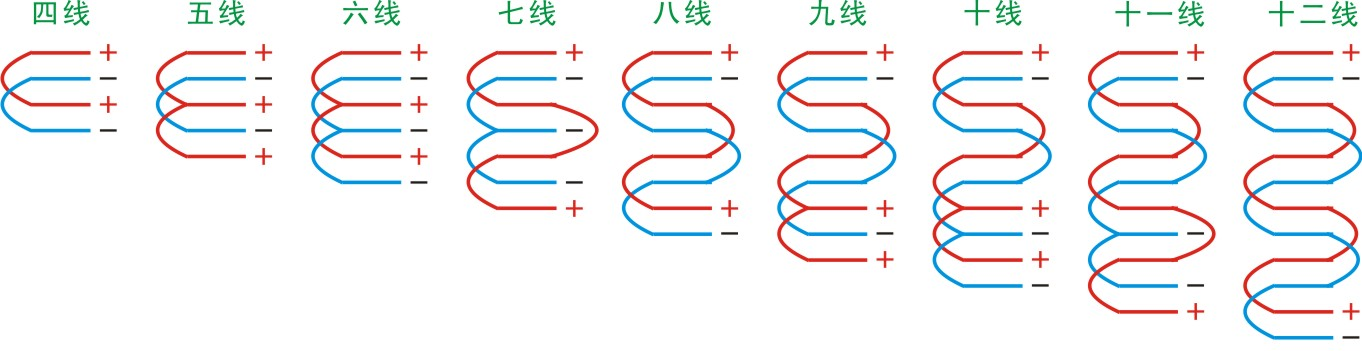 四线 五线 六线 七线 八线 九线 十线 十一线 十二线
+ + + + + + + + +
− − − − − − − − −
+ + +
− − − −
+ +
− −
+ + + +
− − −
+ + +
− −
+ +
−